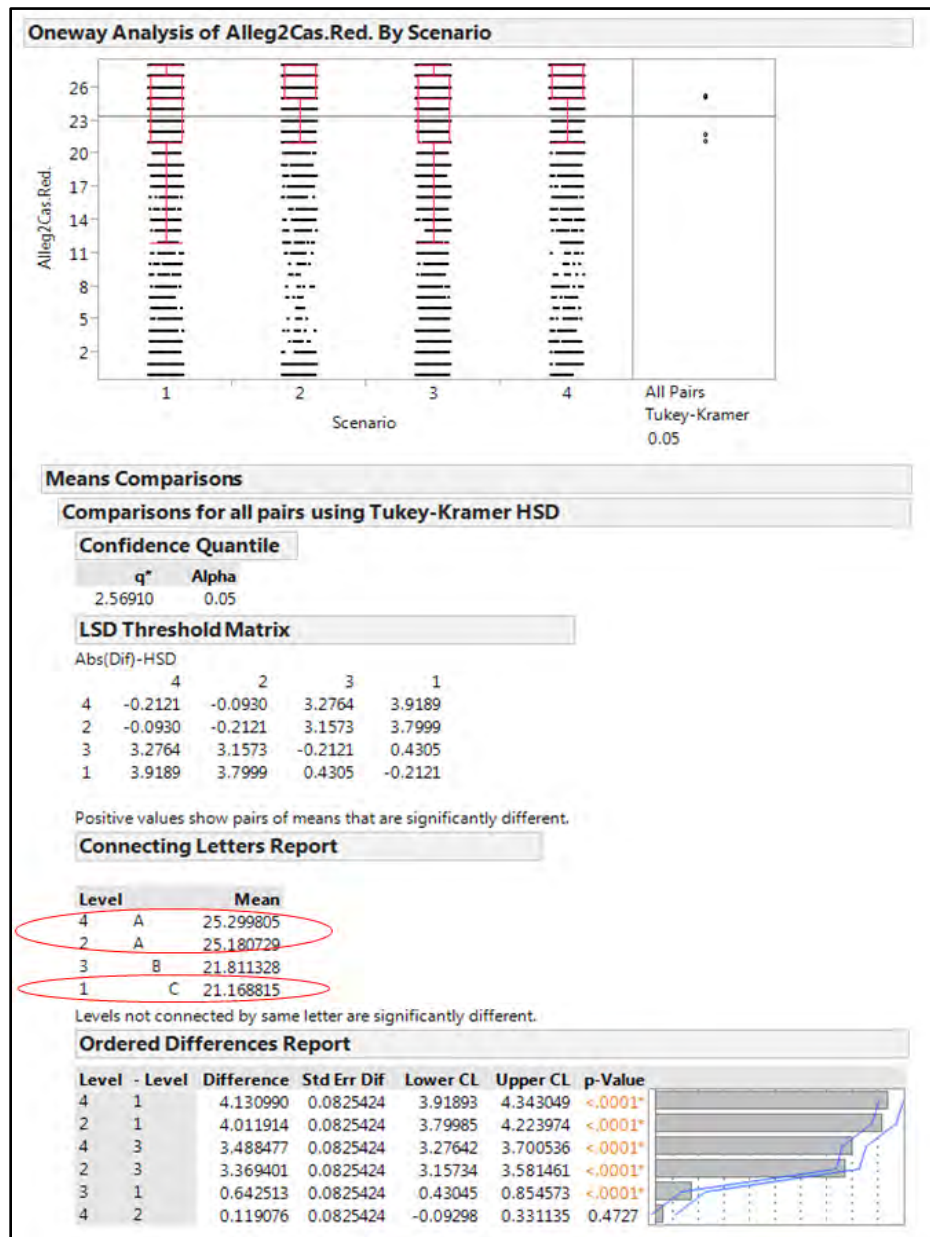 Oneway Analysis of Alleg2Cas.Red. By Scenario
Alleg2Cas.Red.
26
23
20
17
14
11
8
5
2
1 2 3 4 All Pairs
Tukey-Kramer
0.05
Scenario
Means Comparisons
Comparisons for all pairs using Tukey-Kramer HSD
Confidence Quantile
q* Alpha
2.56910 0.05
LSD Threshold Matrix
Abs(Dif)-HSD
4 2 3 1
4 -0.2121 -0.0930 3.2764 3.9189
2 -0.0930 -0.2121 3.1573 3.7999
3 3.2764 3.1573 -0.2121 0.4305
1 3.9189 3.7999 0.4305 -0.2121
Positive values show pairs of means that are significantly different.
Connecting Letters Report
Level Mean
4 A 25.299805
2 A 25.180729
3 B 21.811328
1 C 21.168815
Levels not connected by same letter are significantly different.
Ordered Differences Report
Level - Level Difference Std Err Dif Lower CL Upper CL p-Value
4 1 4.130990 0.0825424 3.91893 4.343049 <.0001*
2 1 4.011914 0.0825424 3.79985 4.223974 <.0001*
4 3 3.488477 0.0825424 3.27642 3.700536 <.0001*
2 3 3.369401 0.0825424 3.15734 3.581461 <.0001*
3 1 0.642513 0.0825424 0.43045 0.854573 <.0001*
4 2 0.119076 0.0825424 -0.09298 0.331135 0.4727